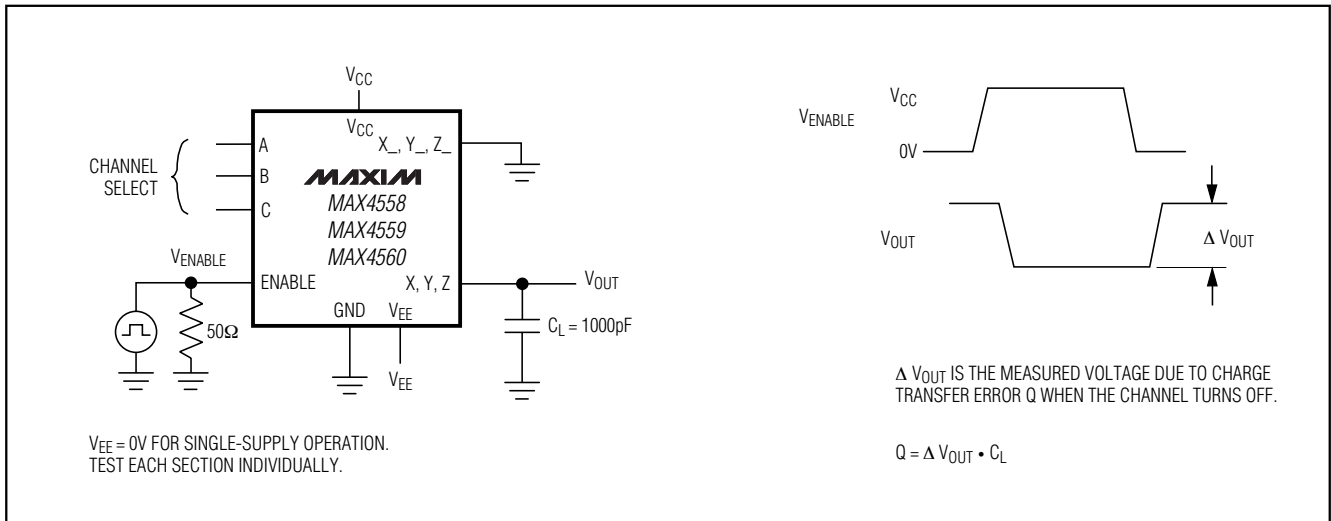 VCC
VCC
X_, Y_, Z_
A
CHANNEL
SELECT
B
C
MAXIM
MAX4558
MAX4559
MAX4560
VENABLE
ENABLE
X, Y, Z
VOUT
GND
VEE
50Ω
CL = 1000pF
VEE
VEE = 0V FOR SINGLE-SUPPLY OPERATION.
TEST EACH SECTION INDIVIDUALLY.
VENABLE
VCC
0V
VOUT
Δ VOUT
Δ VOUT IS THE MEASURED VOLTAGE DUE TO CHARGE
TRANSFER ERROR Q WHEN THE CHANNEL TURNS OFF.
Q = Δ VOUT • CL